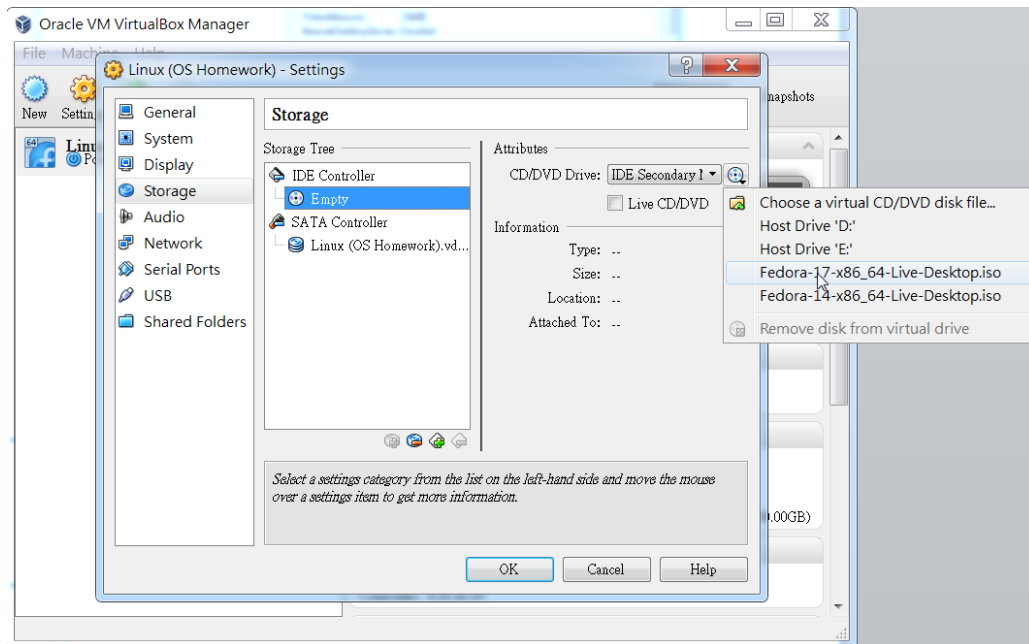 Oracle VM VirtualBox Manager
File Machine Help
New
Linux (OS Homework) - Settings
General
System
Display
Storage
Audio
Network
Serial Ports
USB
Shared Folders
Storage
Storage Tree
IDE Controller
Empty
SATA Controller
Linux (OS Homework).vd...
Attributes
CD/DVD Drive: IDE Secondary
Live CD/DVD
Information
Type: --
Size: --
Location: --
Attached To: --
Choose a virtual CD/DVD disk file...
Host Drive 'D:'
Host Drive 'E:'
Fedora-17-x86_64-Live-Desktop.iso
Fedora-14-x86_64-Live-Desktop.iso
Remove disk from virtual drive
Select a settings category from the list on the left-hand side and move the mouse
over a settings item to get more information.
OK
Cancel
Help
napshots
64
.00GB)